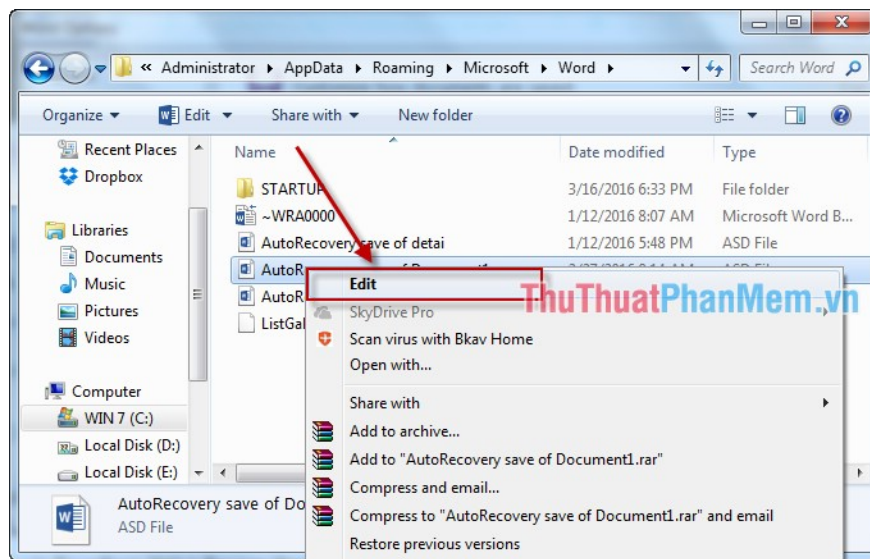 « Administrator ▸ AppData ▸ Roaming ▸ Microsoft ▸ Word ▸
Search Word
Organize Edit Share with New folder
Recent Places
Dropbox
Libraries
Documents
Music
Pictures
Videos
Computer
WIN 7 (C:)
Local Disk (D:)
Local Disk (E:)
Name Date modified Type
STARTUP 3/16/2016 6:33 PM File folder
~WRA0000 1/12/2016 8:07 AM Microsoft Word B...
AutoRecovery save of detai 1/12/2016 5:48 PM ASD File
AutoR
AutoR
ListGal
Edit
SkyDrive Pro
Scan virus with Bkav Home
Open with...
Share with
Add to archive...
Add to "AutoRecovery save of Document1.rar"
Compress and email...
Compress to "AutoRecovery save of Document1.rar" and email
Restore previous versions
ThuThuatPhanMem.vn
AutoRecovery save of Do
ASD File